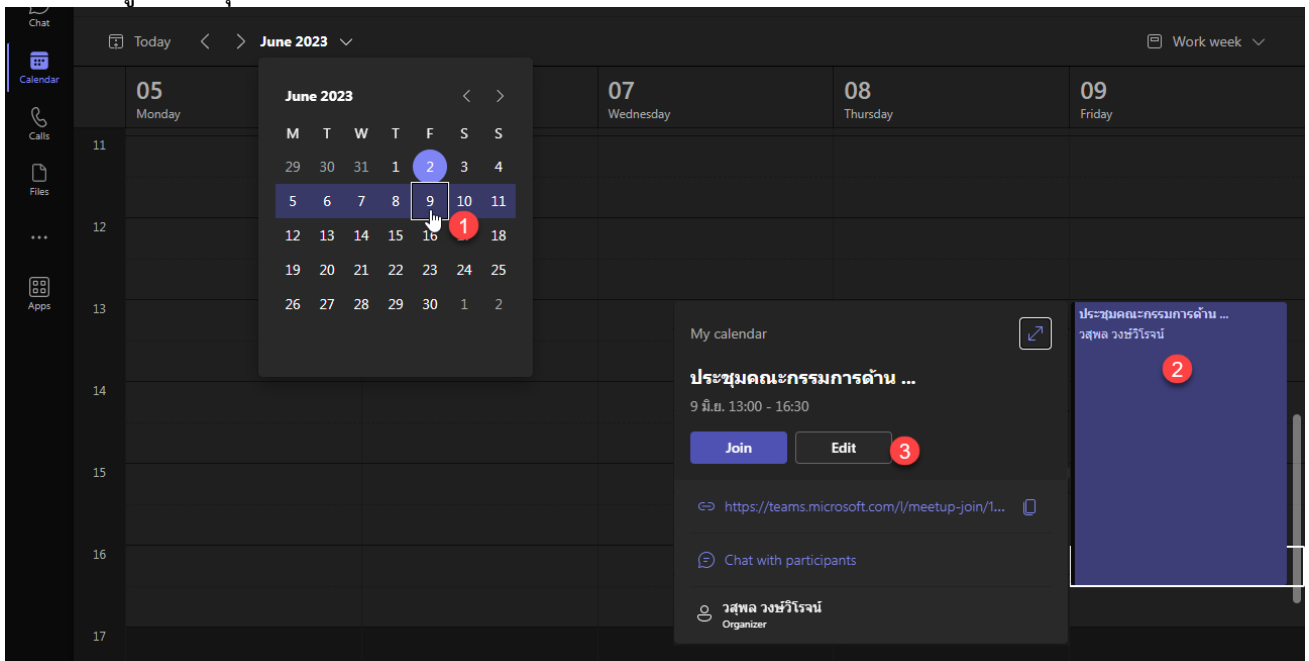 Chat
Calendar
Calls
Files
Apps
Today
June 2023
Work week
05
Monday
07
Wednesday
08
Thursday
09
Friday
June 2023
M T W T F S S
29 30 31 1 2 3 4
5 6 7 8 9 10 11
12 13 14 15 16 18
19 20 21 22 23 24 25
26 27 28 29 30 1 2
1
11
12
13
14
15
16
17
My calendar
ประชุมคณะกรรมการด้าน ...
9 มิ.ย. 13:00 - 16:30
Join
Edit
3
https://teams.microsoft.com/l/meetup-join/1...
Chat with participants
วสุพล วงษ์วิโรจน์
Organizer
ประชุมคณะกรรมการด้าน ...
วสุพล วงษ์วิโรจน์
2